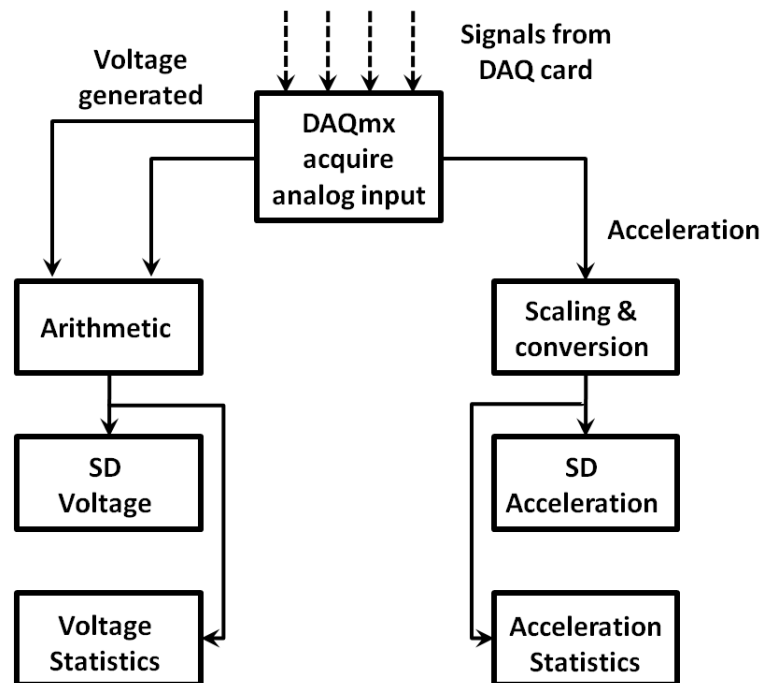 Signals from
DAQ card
Voltage
generated
DAQmx
acquire
analog input
Acceleration
Arithmetic
Scaling &
conversion
SD
Voltage
SD
Acceleration
Voltage
Statistics
Acceleration
Statistics